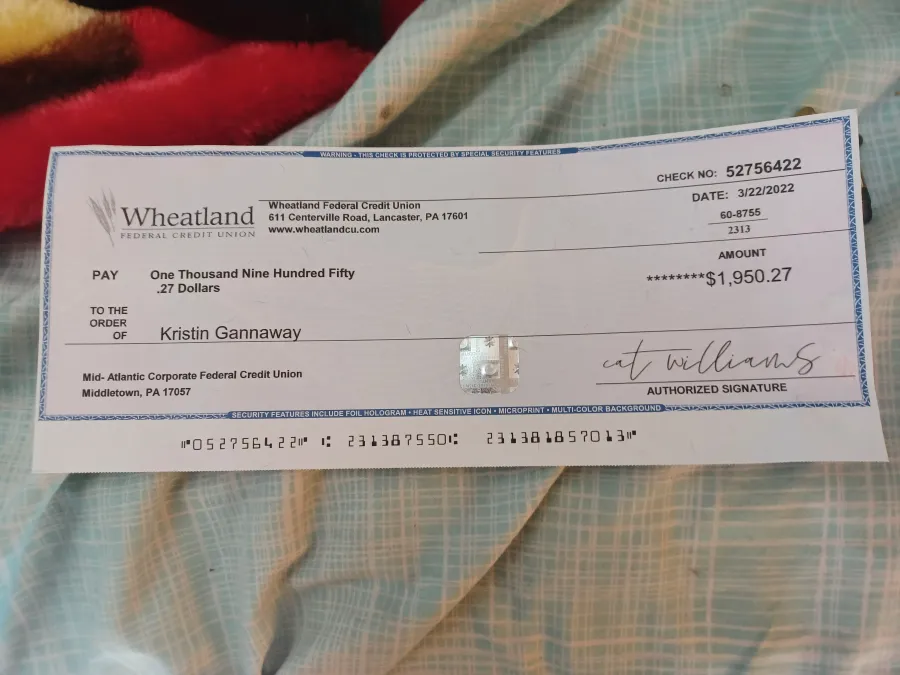 WARNING - THIS CHECK IS PROTECTED BY SPECIAL SECURITY FEATURES
CHECK NO: 52756422
DATE: 3/22/2022
60-8755
2313
Wheatland
FEDERAL CREDIT UNION
Wheatland Federal Credit Union
611 Centerville Road, Lancaster, PA 17601
www.wheatlandcu.com
AMOUNT
********$1,950.27
PAY One Thousand Nine Hundred Fifty
.27 Dollars
TO THE
ORDER
OF Kristin Gannaway
cat williams
AUTHORIZED SIGNATURE
Mid- Atlantic Corporate Federal Credit Union
Middletown, PA 17057
SECURITY FEATURES INCLUDE FOIL HOLOGRAM • HEAT SENSITIVE ICON • MICROPRINT • MULTI-COLOR BACKGROUND
⑈052756422⑈ ⑆ 231387550⑆ 231381857013⑈